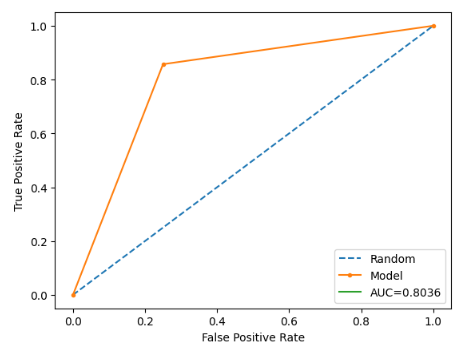 1.0
0.8
0.6
0.4
0.2
0.0
True Positive Rate
Random
Model
AUC=0.8036
0.0 0.2 0.4 0.6 0.8 1.0
False Positive Rate